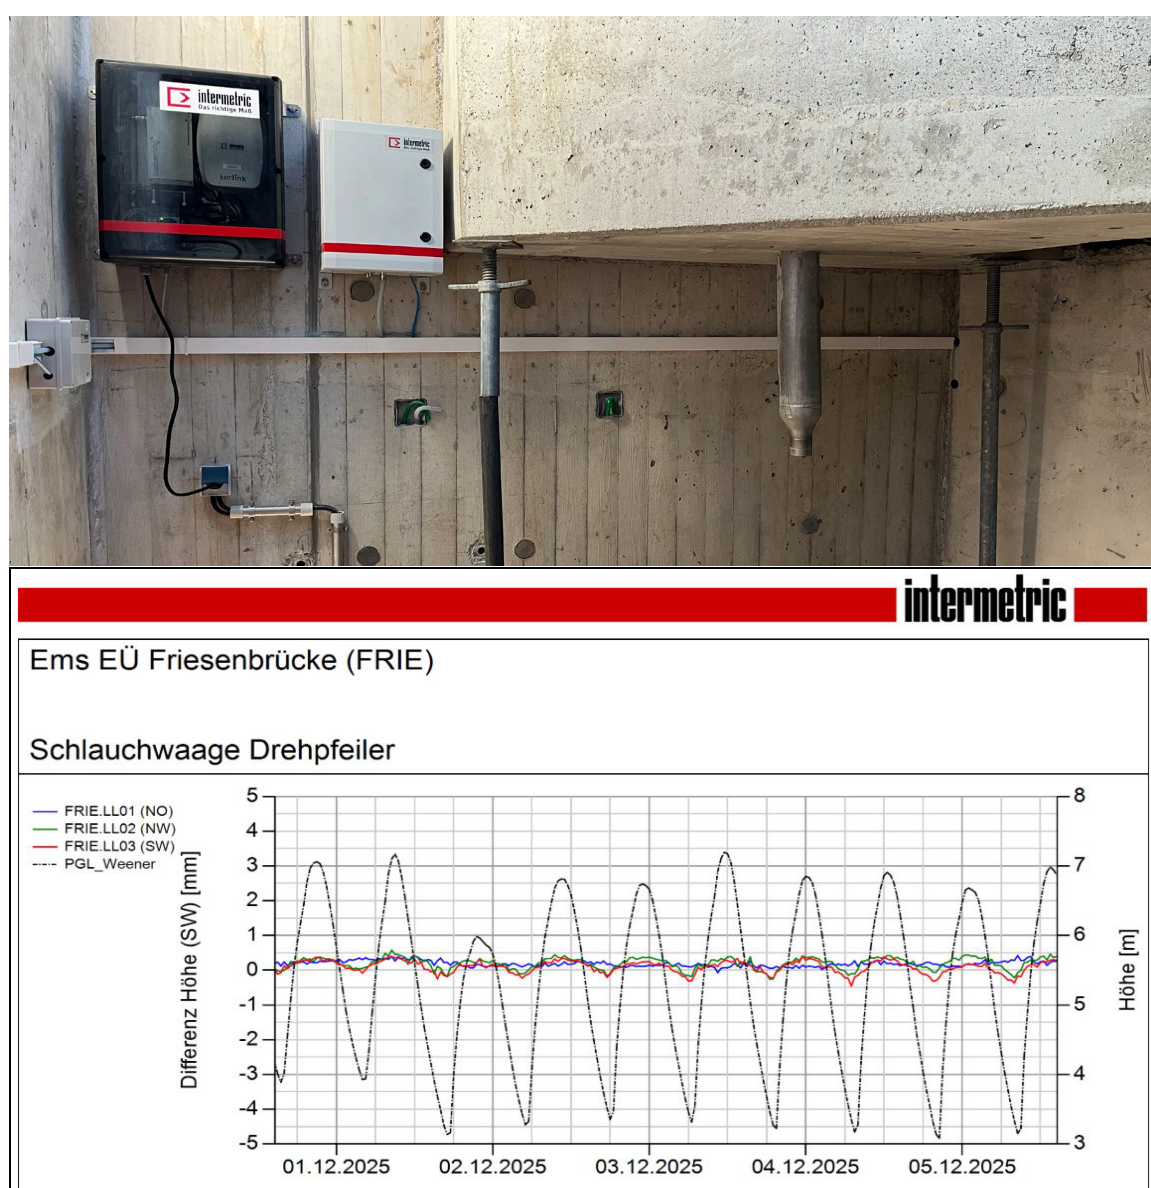 intermetric
Das richtige Maß
kerlink
intermetric
Das richtige Maß
intermetric
Ems EÜ Friesenbrücke (FRIE)
Schlauchwaage Drehpfeiler
FRIE.LL01 (NO)
FRIE.LL02 (NW)
FRIE.LL03 (SW)
PGL_Weener
Differenz Höhe (SW) [mm]
5
4
3
2
1
0
-1
-2
-3
-4
-5
8
7
6
5
4
3
Höhe [m]
01.12.2025 02.12.2025 03.12.2025 04.12.2025 05.12.2025